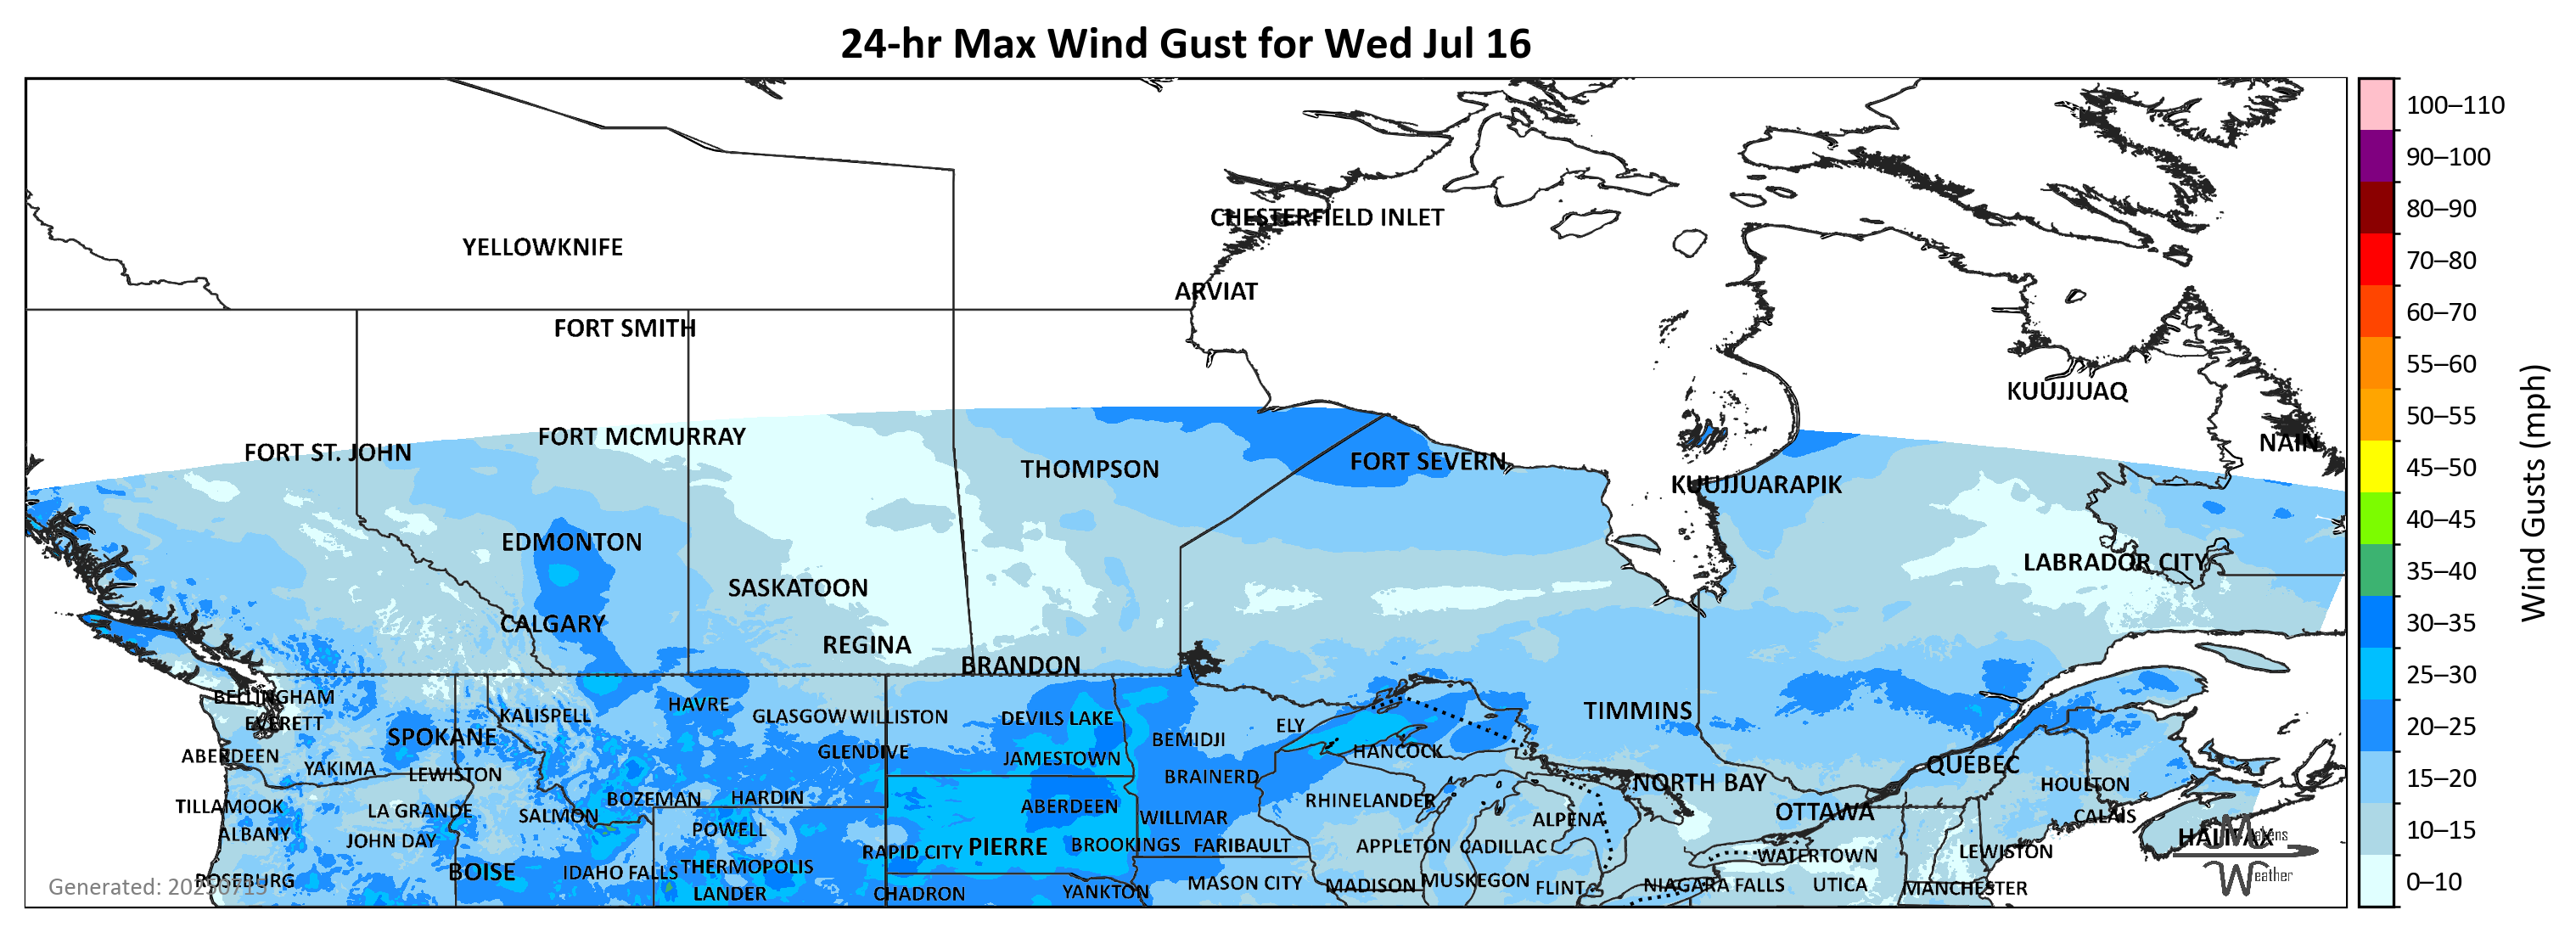 24-hr Max Wind Gust for Wed Jul 16
100–110
90–100
80–90
70–80
60–70
55–60
50–55
45–50
40–45
35–40
30–35
25–30
20–25
15–20
10–15
0–10
Wind Gusts (mph)
CHESTERFIELD INLET
YELLOWKNIFE
ARVIAT
FORT SMITH
KUUJJUAQ
FORT MCMURRAY
NAIN
FORT ST. JOHN
FORT SEVERN
THOMPSON
KUUJJUARAPIK
EDMONTON
LABRADOR CITY
SASKATOON
CALGARY
REGINA
BRANDON
BELLINGHAM
HAVRE
TIMMINS
KALISPELL
GLASGOW
WILLISTON
DEVILS LAKE
EVERETT
ELY
SPOKANE
BEMIDJI
GLENDIVE
HANCOCK
ABERDEEN
JAMESTOWN
QUEBEC
YAKIMA
LEWISTON
BRAINERD
NORTH BAY
HOULTON
BOZEMAN
HARDIN
RHINELANDER
TILLAMOOK
LA GRANDE
ABERDEEN
OTTAWA
SALMON
WILLMAR
CALAIS
ALPENA
POWELL
ALBANY
HALIFAX
JOHN DAY
RAPID CITY
PIERRE
BROOKINGS
FARIBAULT
APPLETON
CADILLAC
LEWISTON
WATERTOWN
BOISE
IDAHO FALLS
THERMOPOLIS
ROSEBURG
MASON CITY
MADISON
MUSKEGON
FLINT
NIAGARA FALLS
UTICA
MANCHESTER
LANDER
CHADRON
YANKTON
Weather